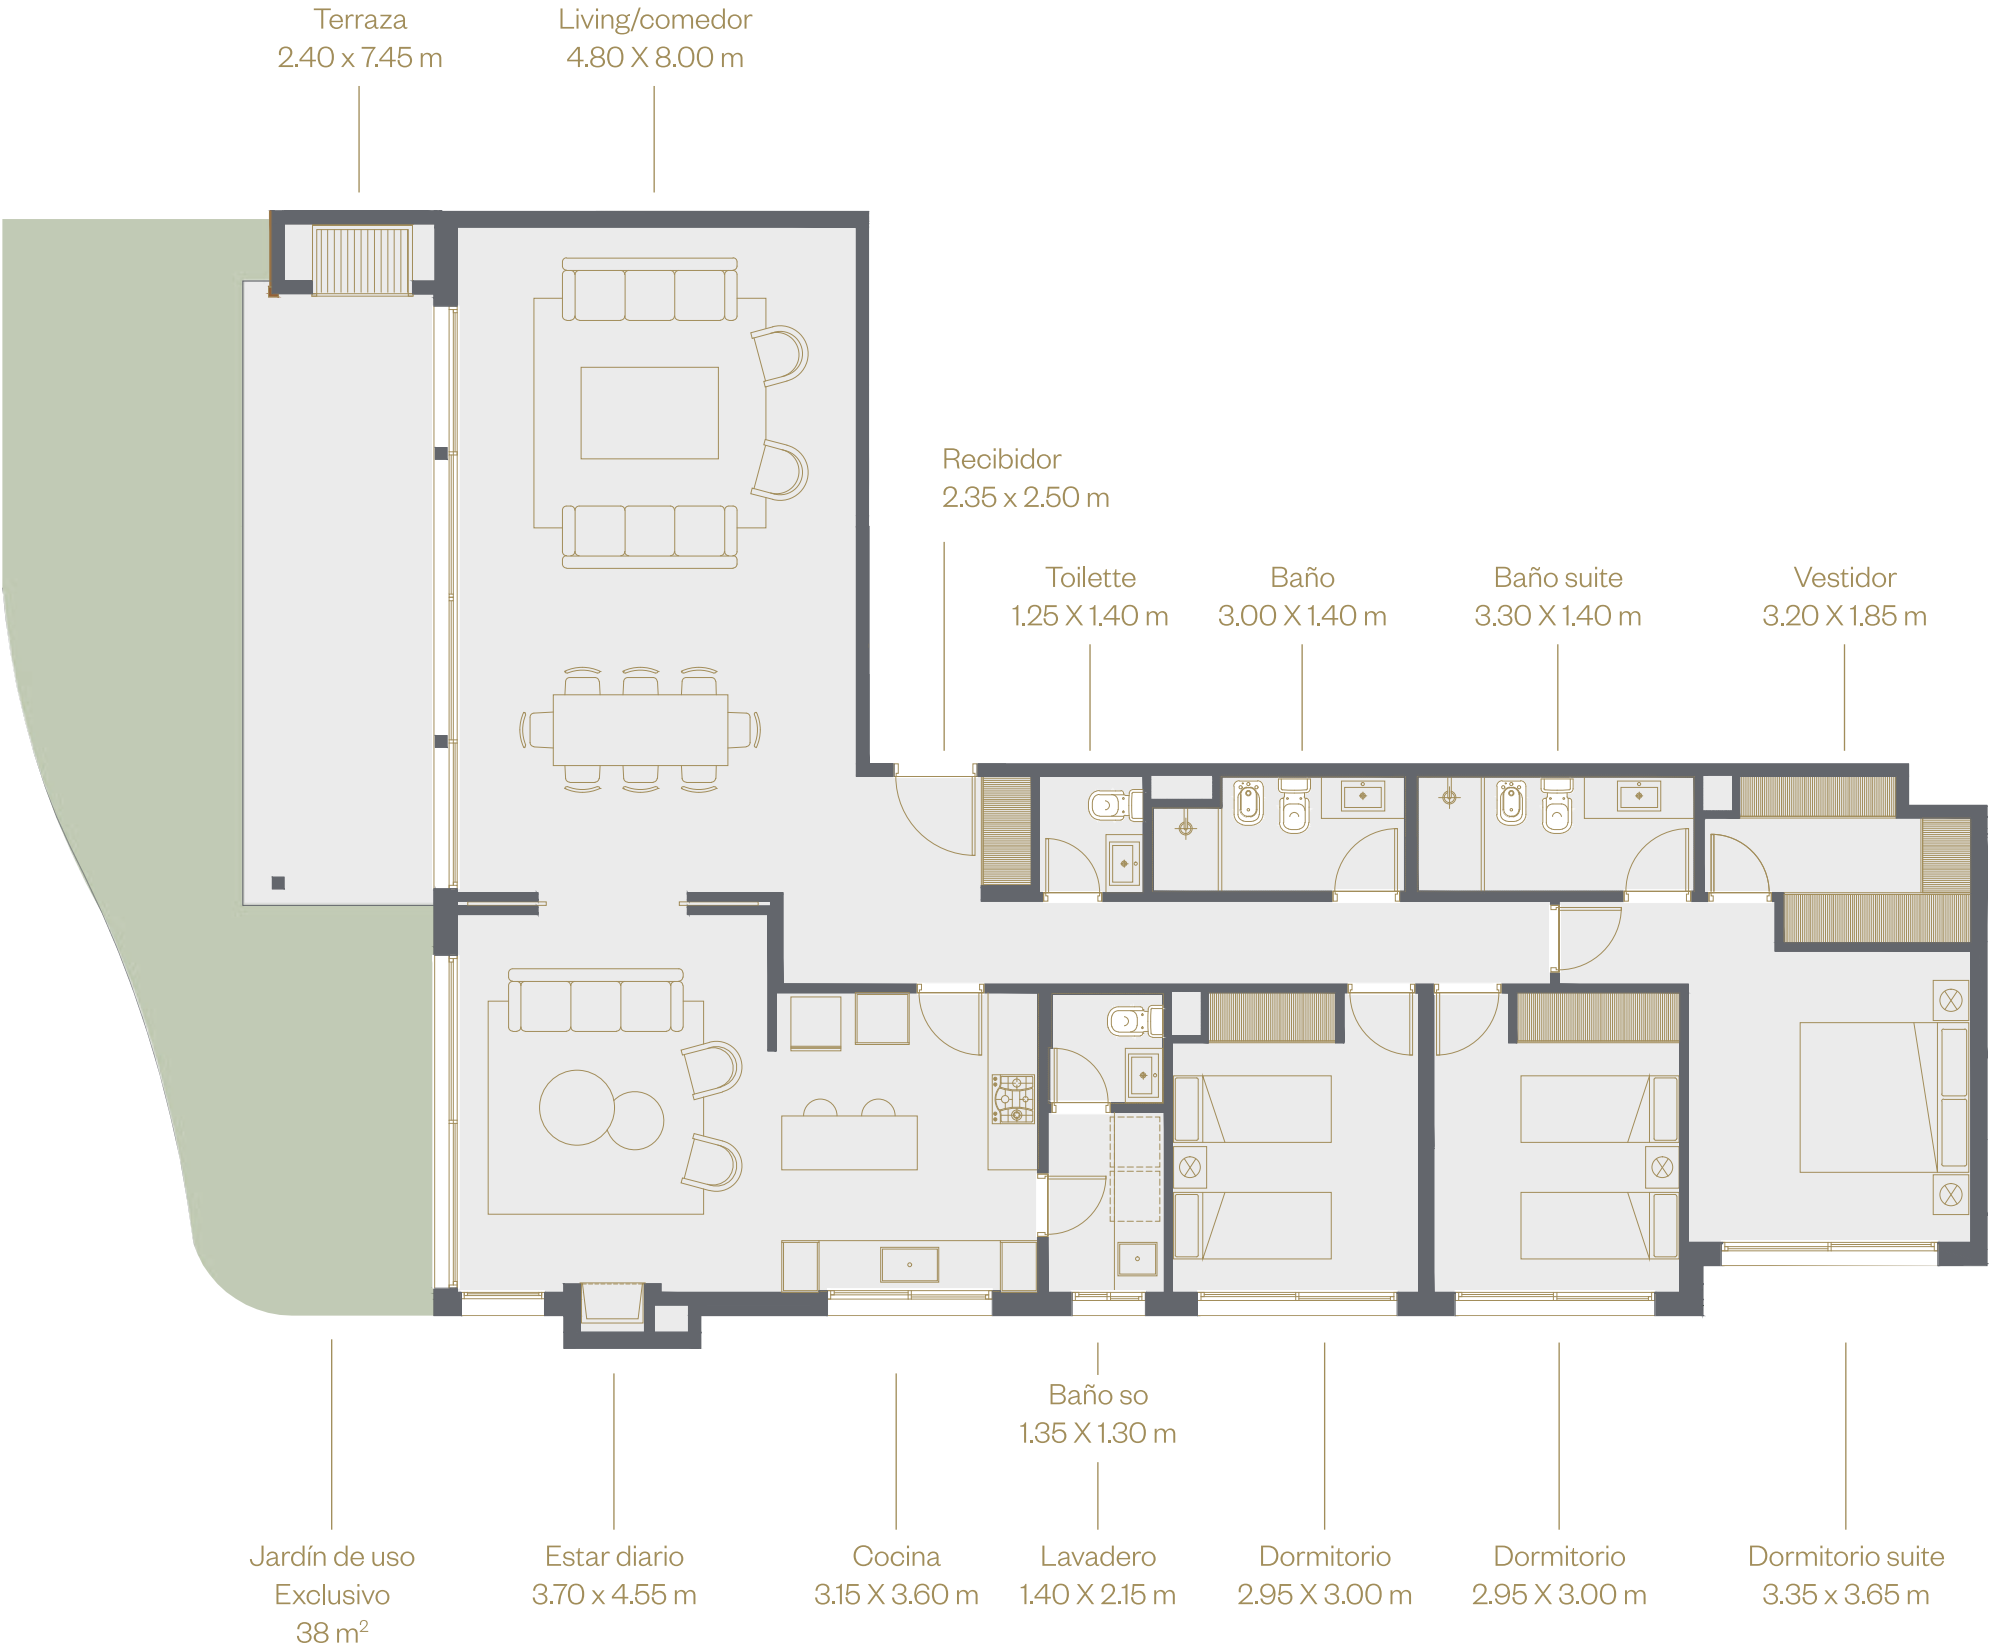 Terraza
2.40 x 7.45 m
Living/comedor
4.80 X 8.00 m
Recibidor
2.35 x 2.50 m
Toilette
1.25 X 1.40 m
Baño
3.00 X 1.40 m
Baño suite
3.30 X 1.40 m
Vestidor
3.20 X 1.85 m
Baño so
1.35 X 1.30 m
Jardín de uso
Exclusivo
38 m²
Estar diario
3.70 x 4.55 m
Cocina
3.15 X 3.60 m
Lavadero
1.40 X 2.15 m
Dormitorio
2.95 X 3.00 m
Dormitorio
2.95 X 3.00 m
Dormitorio suite
3.35 x 3.65 m